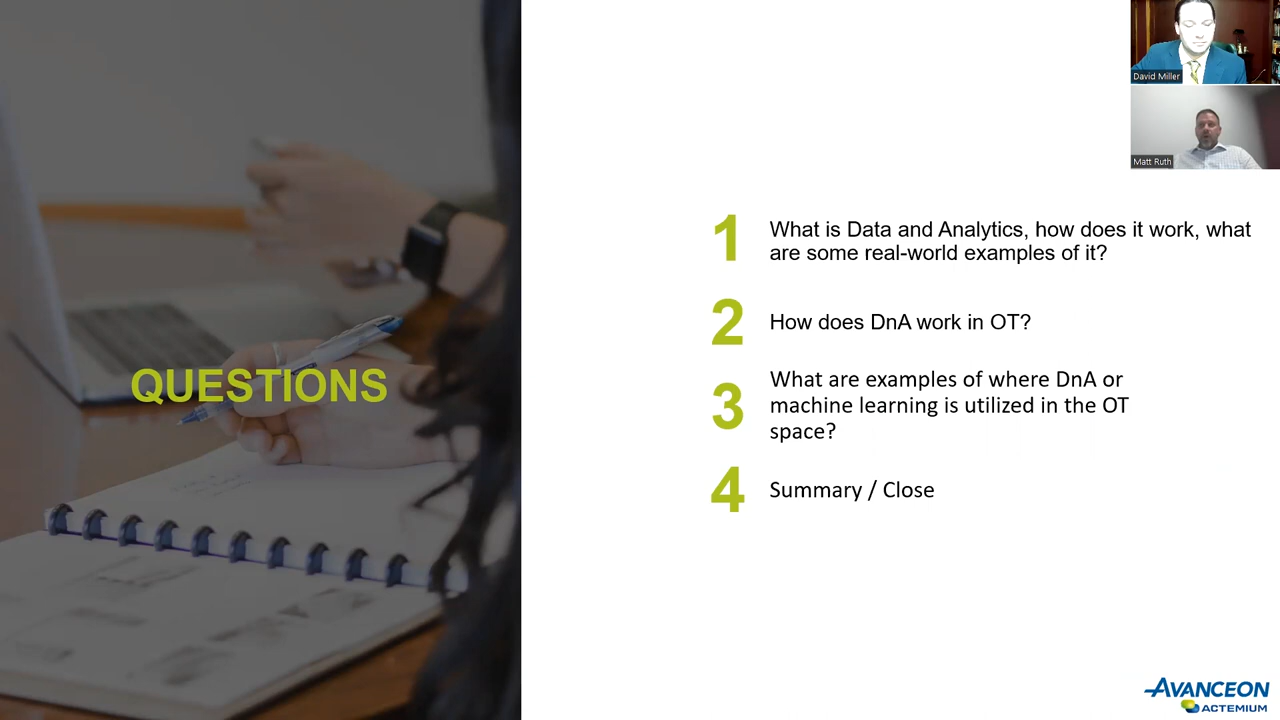 David Miller
Matt Ruth
QUESTIONS
1
What is Data and Analytics, how does it work, what
are some real-world examples of it?
2
How does DnA work in OT?
3
What are examples of where DnA or
machine learning is utilized in the OT
space?
4
Summary / Close
AVANCEON
ACTEMIUM